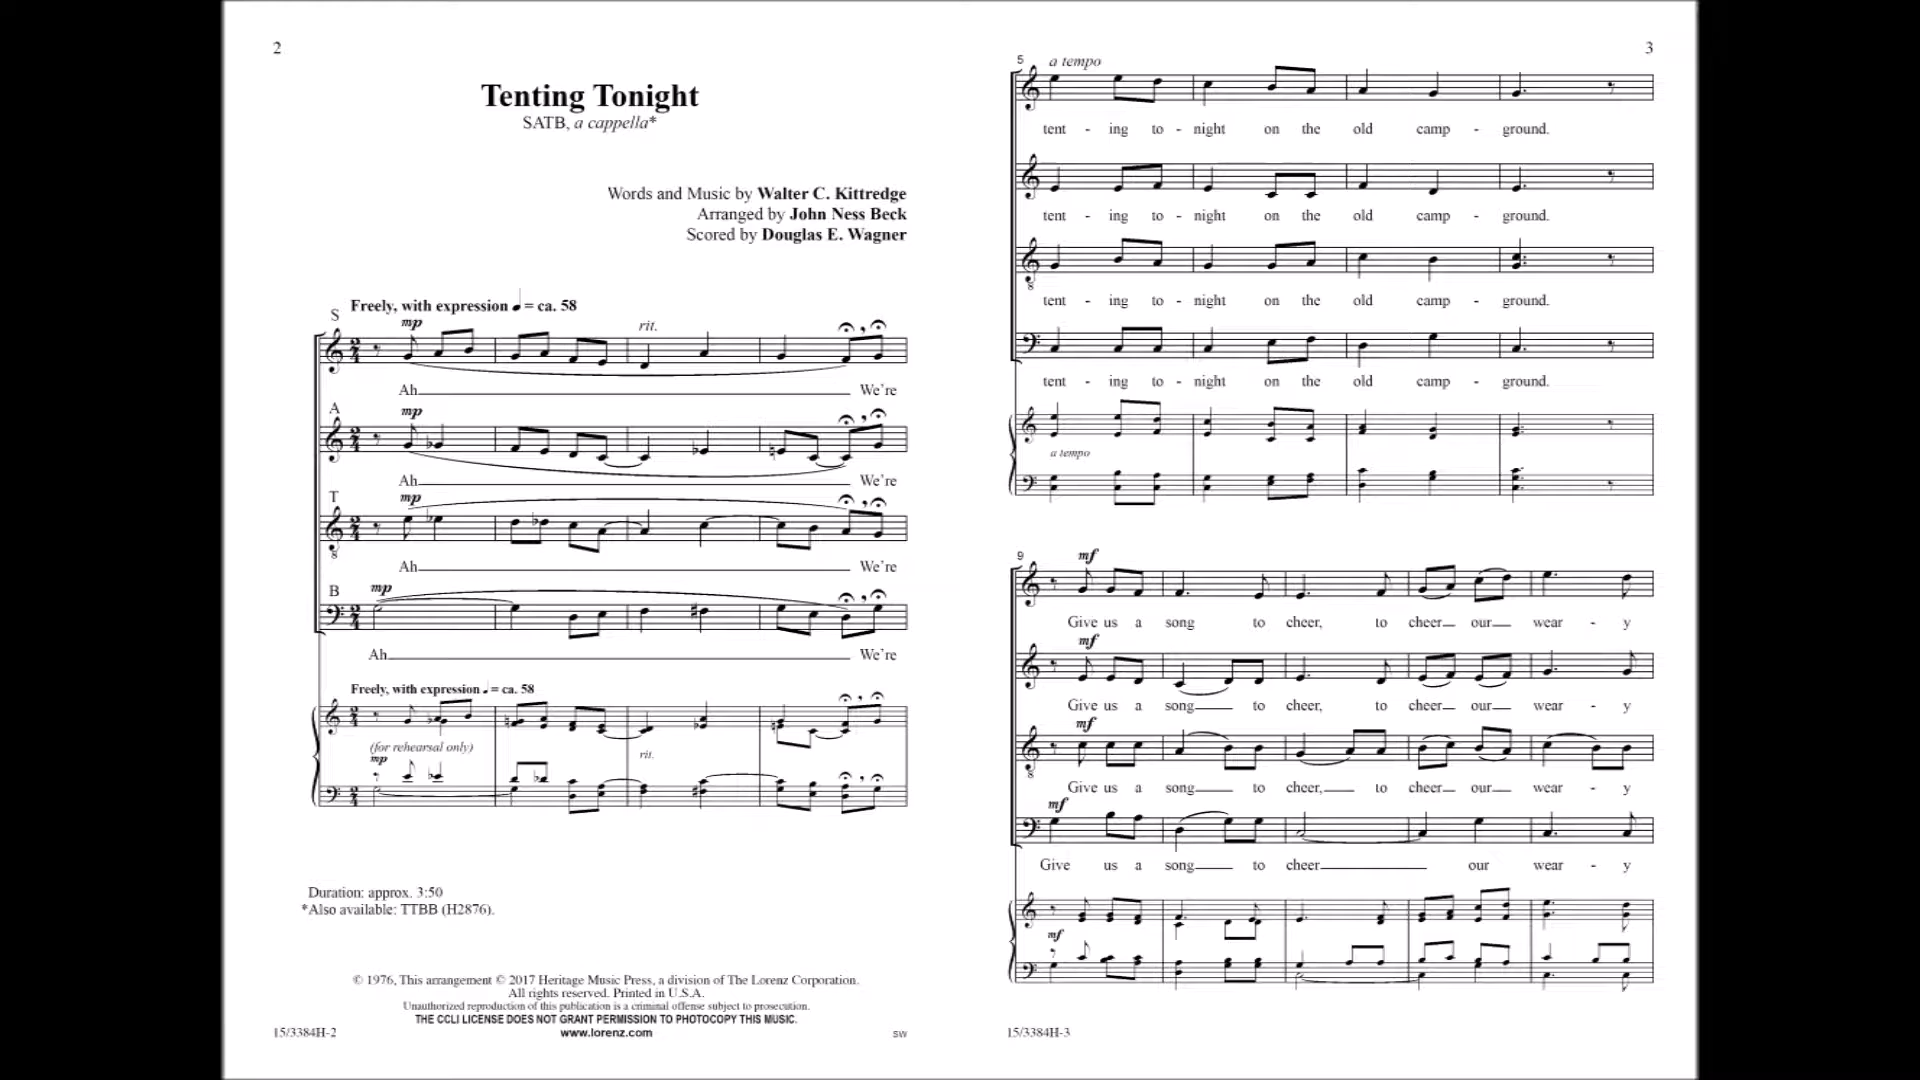 2
Tenting Tonight
SATB, a cappella*
Words and Music by Walter C. Kittredge
Arranged by John Ness Beck
Scored by Douglas E. Wagner
Freely, with expression ♩ = ca. 58
S
mp
rit.
Ah We're
A
mp
Ah We're
T
mp
8
Ah We're
B
mp
Ah We're
Freely, with expression ♩ = ca. 58
(for rehearsal only)
mp
rit.
Duration: approx. 3:50
*Also available: TTBB (H2876).
© 1976, This arrangement © 2017 Heritage Music Press, a division of The Lorenz Corporation.
All rights reserved. Printed in U.S.A.
Unauthorized reproduction of this publication is a criminal offense subject to prosecution.
THE CCLI LICENSE DOES NOT GRANT PERMISSION TO PHOTOCOPY THIS MUSIC.
www.lorenz.com
15/3384H-2
SW
3
5
a tempo
tent - ing to - night on the old camp - ground.
tent - ing to - night on the old camp - ground.
8
tent - ing to - night on the old camp - ground.
tent - ing to - night on the old camp - ground.
a tempo
9
mf
Give us a song to cheer, to cheer our wear - y
mf
Give us a song to cheer, to cheer our wear - y
mf
8
Give us a song to cheer, to cheer our wear - y
mf
Give us a song to cheer our wear - y
mf
15/3384H-3